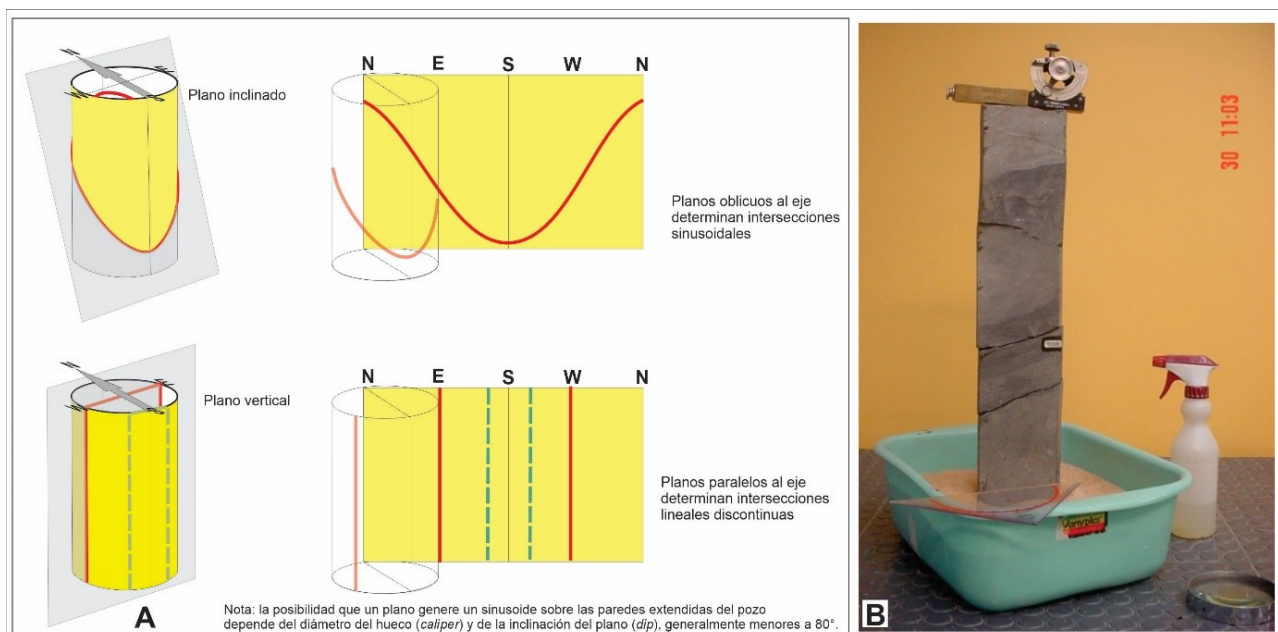 Plano inclinado
N E S W N
Planos oblicuos al eje
determinan intersecciones
sinusoidales
Plano vertical
N E S W N
Planos paralelos al eje
determinan intersecciones
lineales discontinuas
A
Nota: la posibilidad que un plano genere un sinusoide sobre las paredes extendidas del pozo
depende del diámetro del hueco (caliper) y de la inclinación del plano (dip), generalmente menores a 80°.
30 11:03
Vanyplas
B